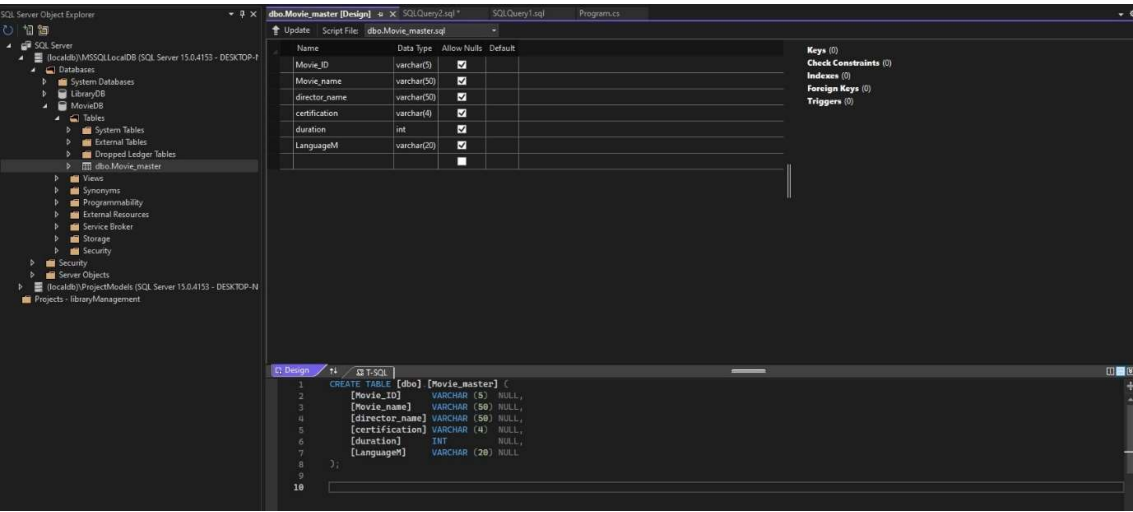 SQL Server Object Explorer
SQL Server
(localdb)\MSSQLLocalDB (SQL Server 15.0.4153 - DESKTOP-
Databases
System Databases
LibraryDB
MovieDB
Tables
System Tables
External Tables
Dropped Ledger Tables
dbo.Movie_master
Views
Synonyms
Programmability
External Resources
Service Broker
Storage
Security
Security
Server Objects
(localdb)\ProjectModels (SQL Server 15.0.4153 - DESKTOP-N
Projects - libraryManagement
dbo.Movie_master [Design] SQLQuery2.sql * SQLQuery1.sql Program.cs
Update Script File: dbo.Movie_master.sql
Name Data Type Allow Nulls Default
Movie_ID varchar(5)
Movie_name varchar(50)
director_name varchar(50)
certification varchar(4)
duration int
LanguageM varchar(20)
Keys (0)
Check Constraints (0)
Indexes (0)
Foreign Keys (0)
Triggers (0)
Design T-SQL
1 CREATE TABLE [dbo].[Movie_master] (
2 [Movie_ID] VARCHAR (5) NULL,
3 [Movie_name] VARCHAR (50) NULL,
4 [director_name] VARCHAR (50) NULL,
5 [certification] VARCHAR (4) NULL,
6 [duration] INT NULL,
7 [LanguageM] VARCHAR (20) NULL
8 );
9
10